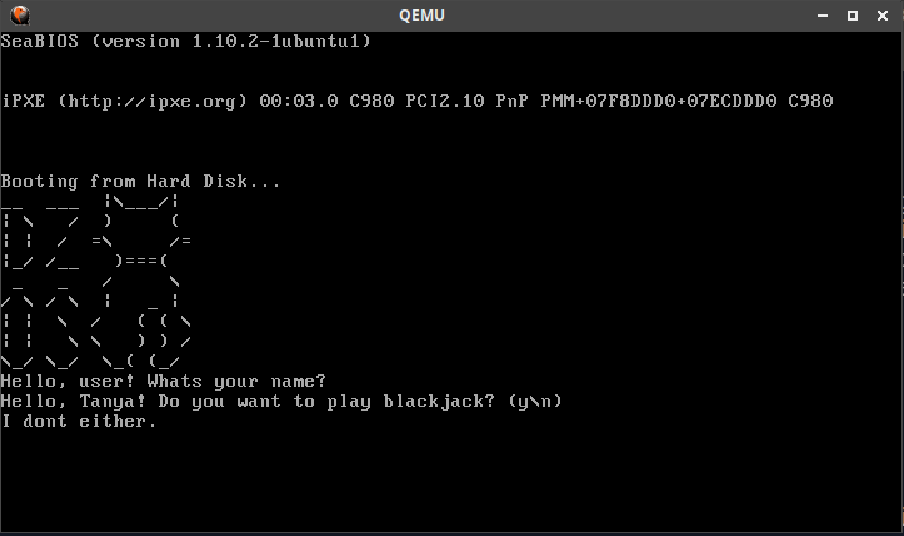 QEMU
SeaBIOS (version 1.10.2-1ubuntu1)
iPXE (http://ipxe.org) 00:03.0 C980 PCI2.10 PnP PMM+07F8DDD0+07ECDDD0 C980
Booting from Hard Disk...
__  ___  |\___/|
| \   /  )     (
| |  /  =\     /=
|_/ /__   )===(
 _   _   /     \
/ \ / \  |   _ |
| |  \  /   ( ( \
| |   \ \   ) ) /
\_/ \_/  \_( (_/
Hello, user! Whats your name?
Hello, Tanya! Do you want to play blackjack? (y\n)
I dont either.